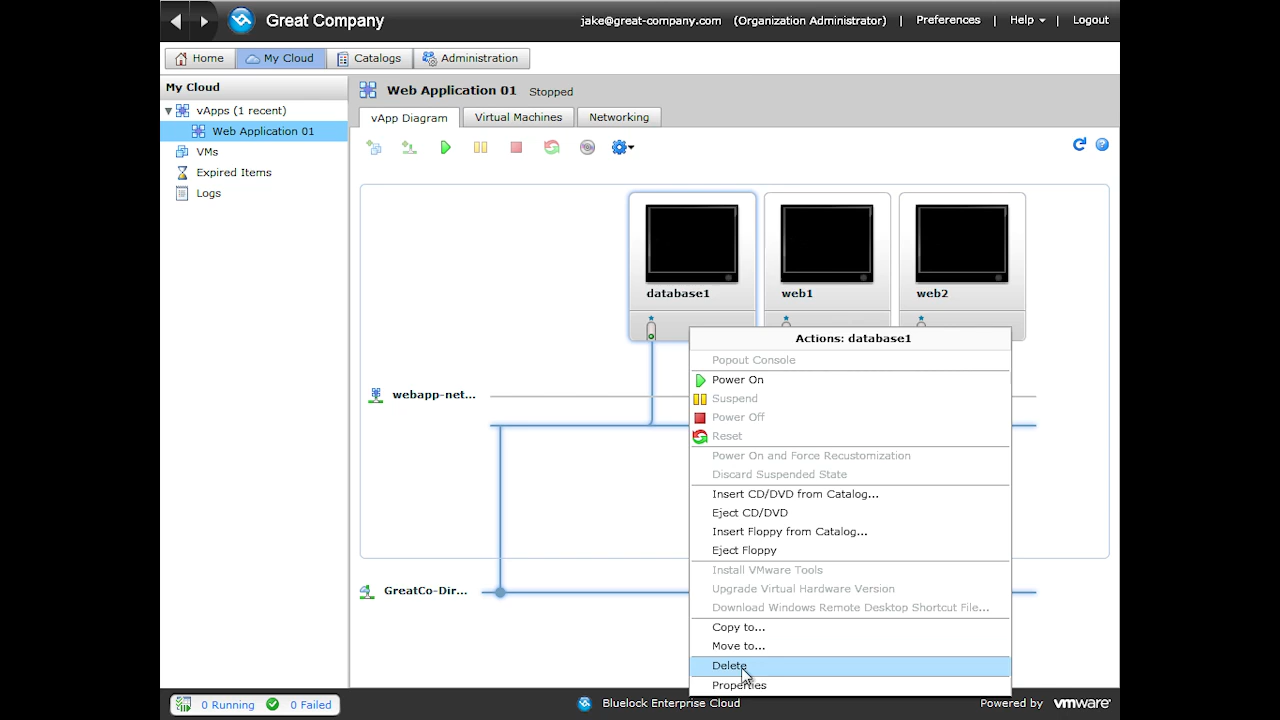 Great Company
jake@great-company.com (Organization Administrator) | Preferences | Help | Logout
Home
My Cloud
Catalogs
Administration
My Cloud
vApps (1 recent)
Web Application 01
VMs
Expired Items
Logs
Web Application 01 Stopped
vApp Diagram
Virtual Machines
Networking
database1
web1
web2
webapp-net...
GreatCo-Dir...
Actions: database1
Popout Console
Power On
Suspend
Power Off
Reset
Power On and Force Recustomization
Discard Suspended State
Insert CD/DVD from Catalog...
Eject CD/DVD
Insert Floppy from Catalog...
Eject Floppy
Install VMware Tools
Upgrade Virtual Hardware Version
Download Windows Remote Desktop Shortcut File...
Copy to...
Move to...
Delete
Properties
0 Running
0 Failed
Bluelock Enterprise Cloud
Powered by vmware